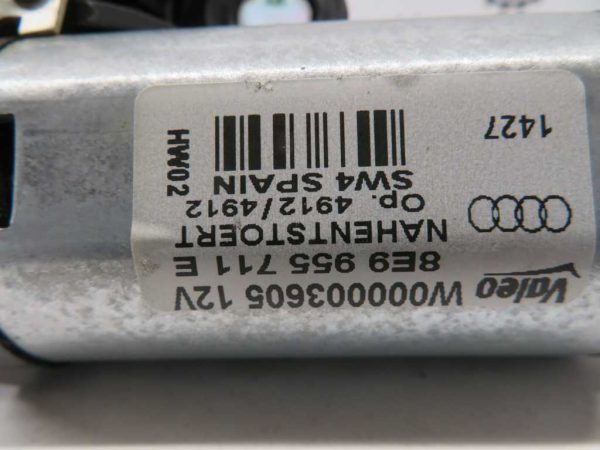 Valeo W000003605 12V
8E9 955 711 E
NAHENTSTOERT
Op. 4912/4912
SW4 SPAIN
HW02
1427